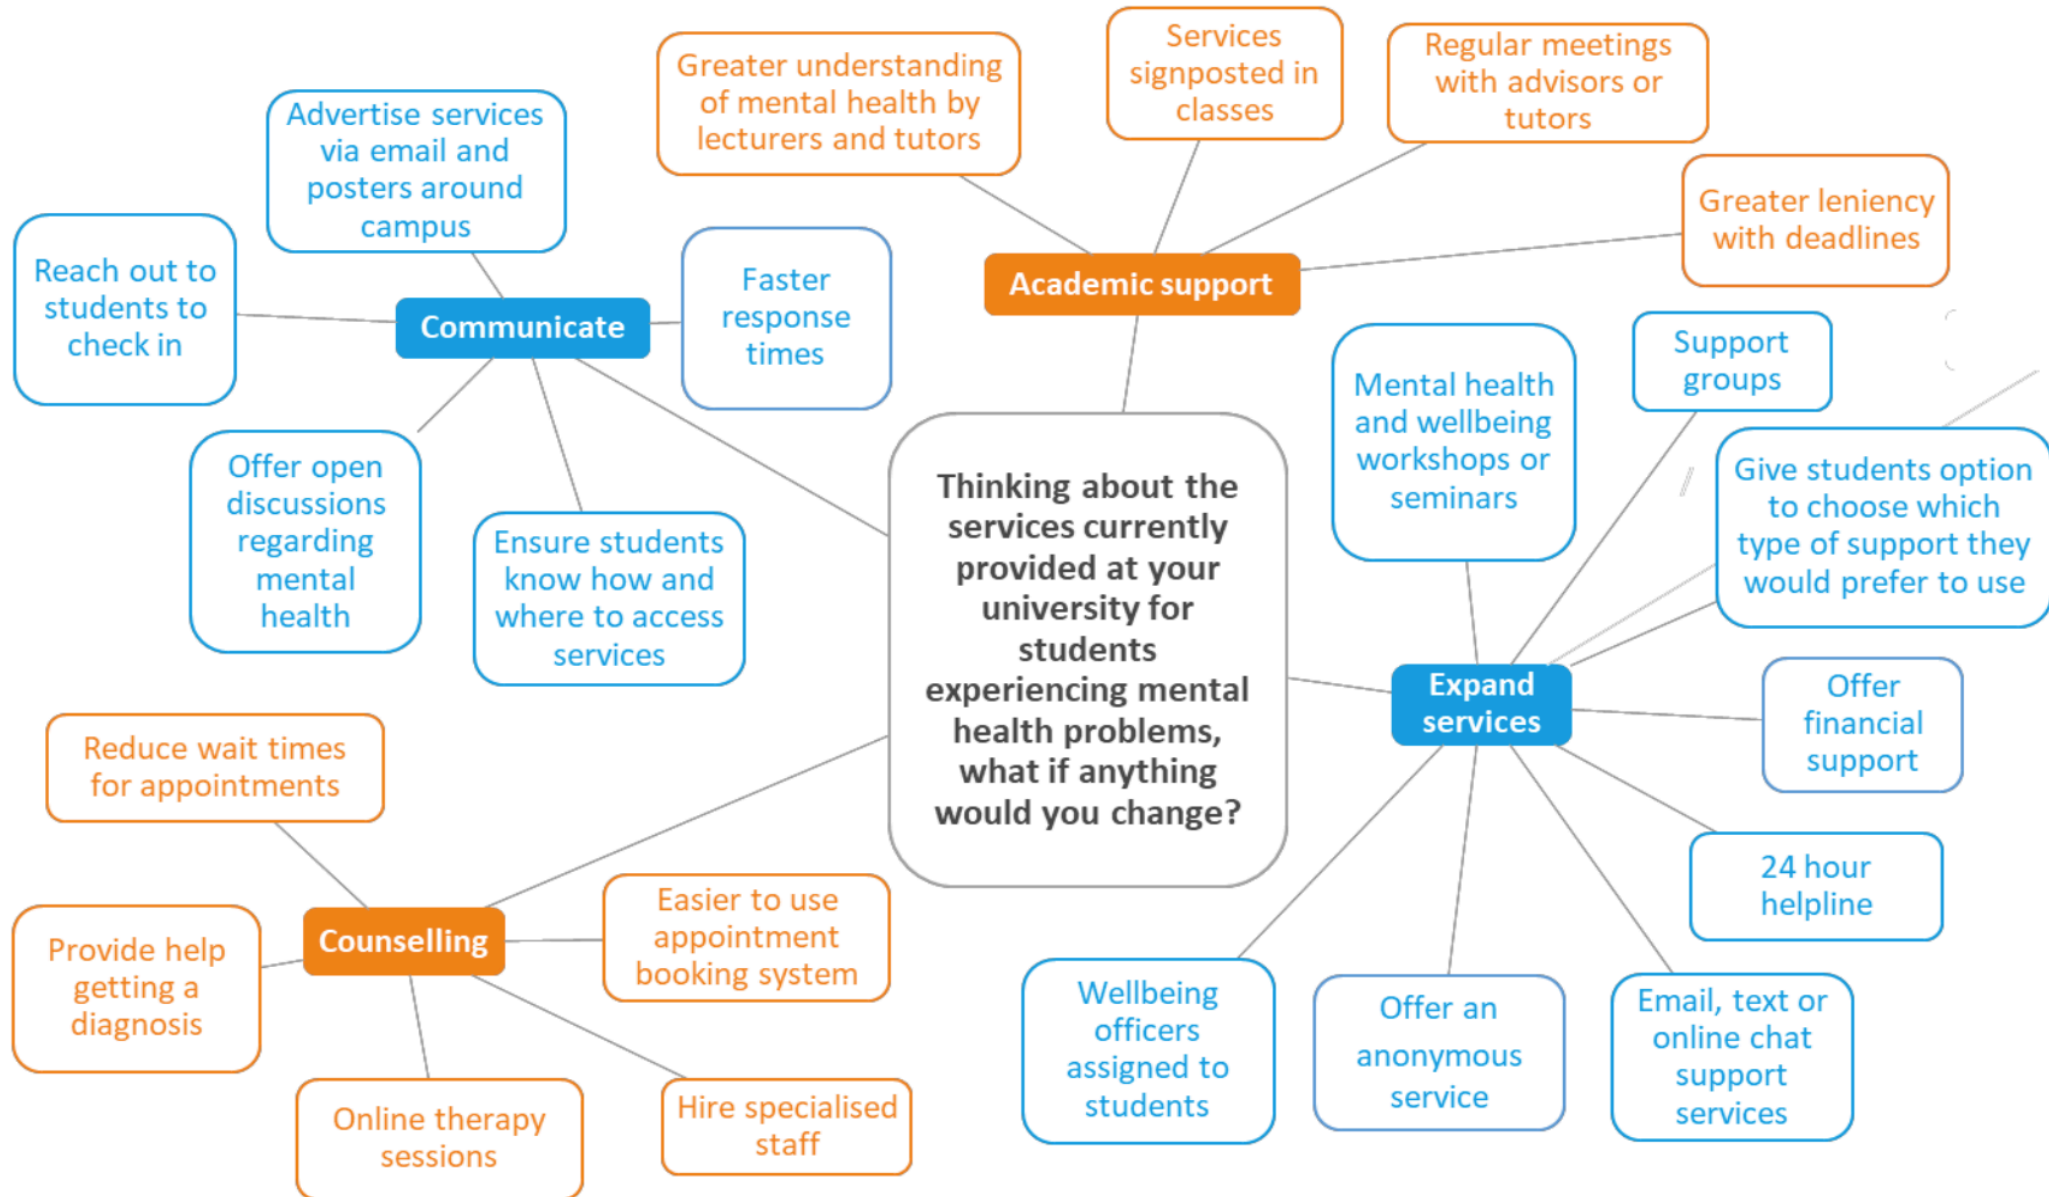 Greater understanding
of mental health by
lecturers and tutors
Services
signposted in
classes
Regular meetings
with advisors or
tutors
Greater leniency
with deadlines
Academic support
Advertise services
via email and
posters around
campus
Reach out to
students to
check in
Communicate
Faster
response
times
Offer open
discussions
regarding
mental
health
Ensure students
know how and
where to access
services
Thinking about the
services currently
provided at your
university for
students
experiencing mental
health problems,
what if anything
would you change?
Mental health
and wellbeing
workshops or
seminars
Support
groups
Give students option
to choose which
type of support they
would prefer to use
Expand
services
Offer
financial
support
24 hour
helpline
Wellbeing
officers
assigned to
students
Offer an
anonymous
service
Email, text or
online chat
support
services
Reduce wait times
for appointments
Counselling
Easier to use
appointment
booking system
Provide help
getting a
diagnosis
Online therapy
sessions
Hire specialised
staff